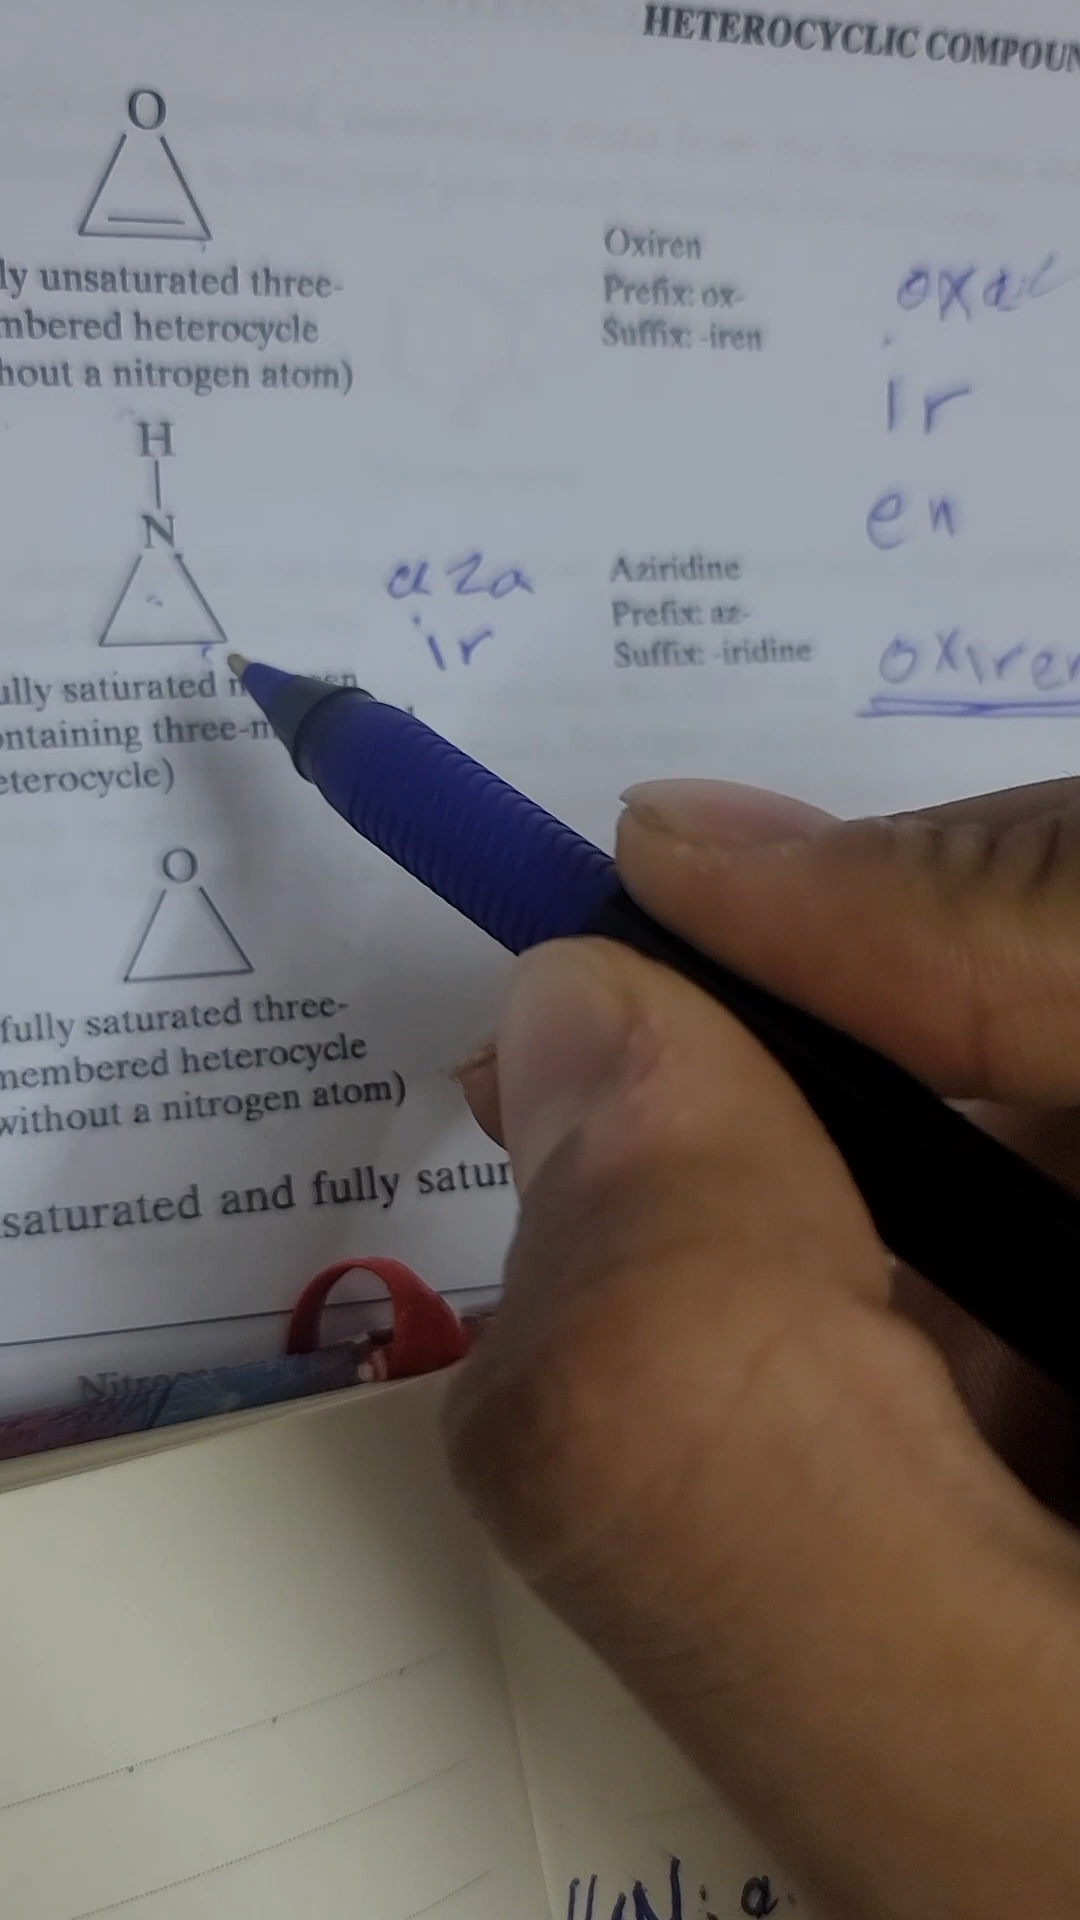 HETEROCYCLIC COMPOUN
O
ly unsaturated three-
mbered heterocycle
hout a nitrogen atom)
Oxiren
Prefix: ox-
Suffix: -iren
ir
en
oxiren
H
N
aza
ir
Aziridine
Prefix: az-
Suffix: -iridine
ully saturated
ontaining three-m
eterocycle)
O
fully saturated three-
membered heterocycle
without a nitrogen atom)
saturated and fully satur